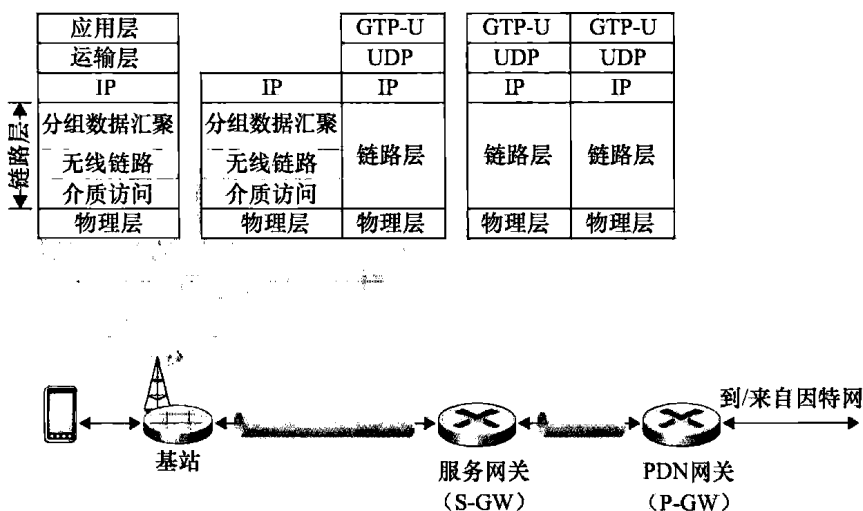 应用层 GTP-U GTP-U GTP-U
运输层 UDP UDP UDP
IP IP IP IP IP
链路层
分组数据汇聚 分组数据汇聚
无线链路 无线链路 链路层 链路层 链路层
介质访问 介质访问
物理层 物理层 物理层 物理层 物理层
到/来自因特网
基站 服务网关 PDN网关
(S-GW) (P-GW)